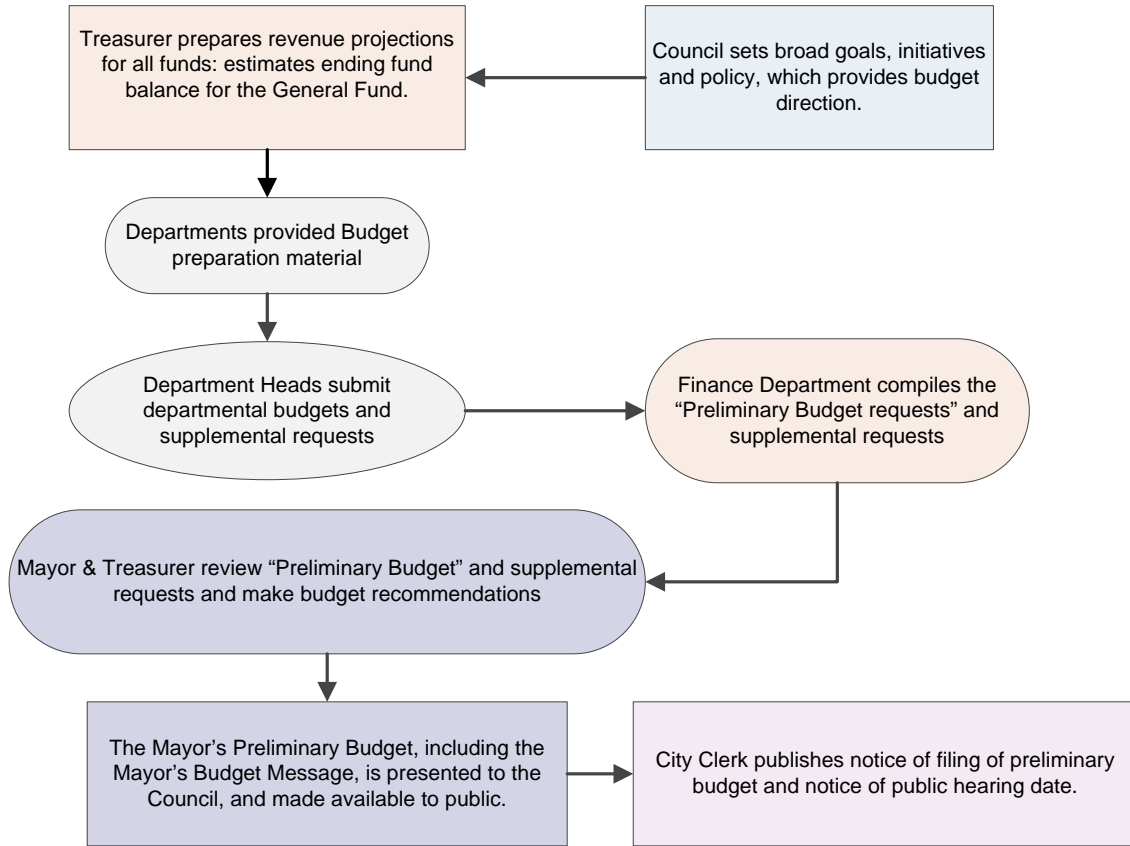 Treasurer prepares revenue projections
for all funds: estimates ending fund
balance for the General Fund.
Council sets broad goals, initiatives
and policy, which provides budget
direction.
Departments provided Budget
preparation material
Department Heads submit
departmental budgets and
supplemental requests
Finance Department compiles the
“Preliminary Budget requests” and
supplemental requests
Mayor & Treasurer review “Preliminary Budget” and supplemental
requests and make budget recommendations
The Mayor’s Preliminary Budget, including the
Mayor’s Budget Message, is presented to the
Council, and made available to public.
City Clerk publishes notice of filing of preliminary
budget and notice of public hearing date.